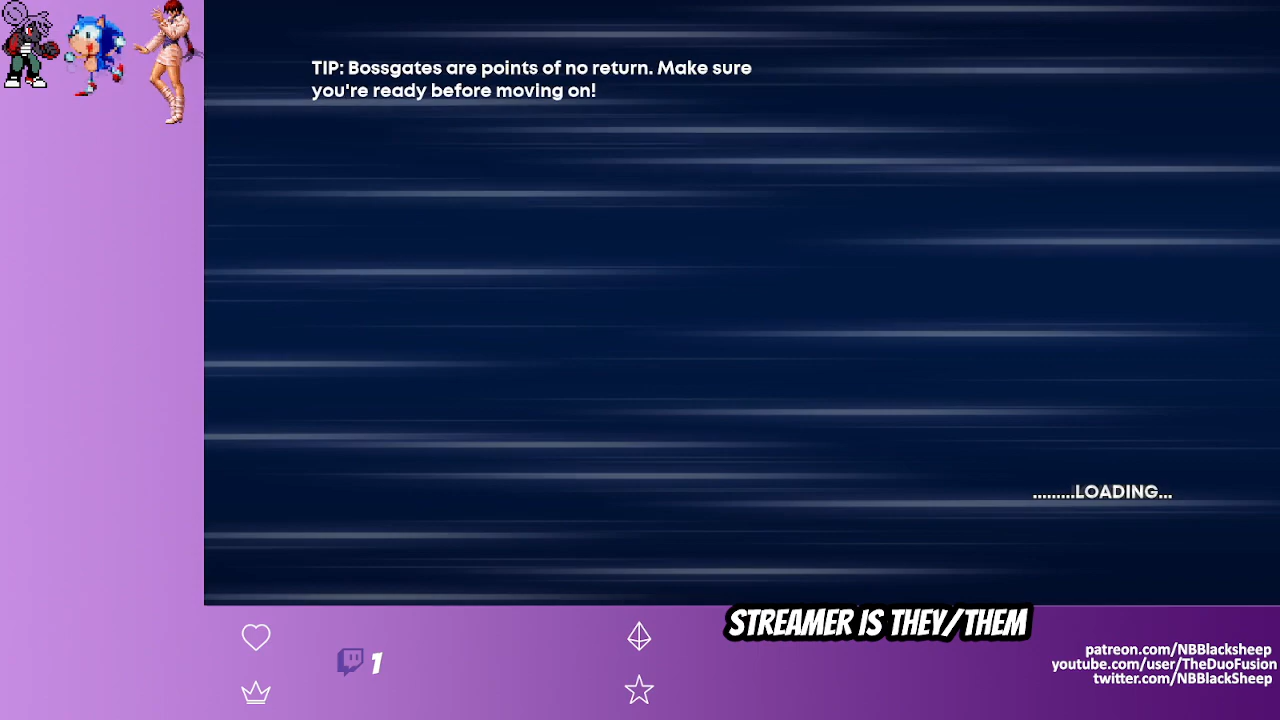 TIP: Bossgates are points of no return. Make sure
you're ready before moving on!
.........LOADING...
STREAMER IS THEY/THEM
1
patreon.com/NBBlacksheep
youtube.com/user/TheDuoFusion
twitter.com/NBBlackSheep